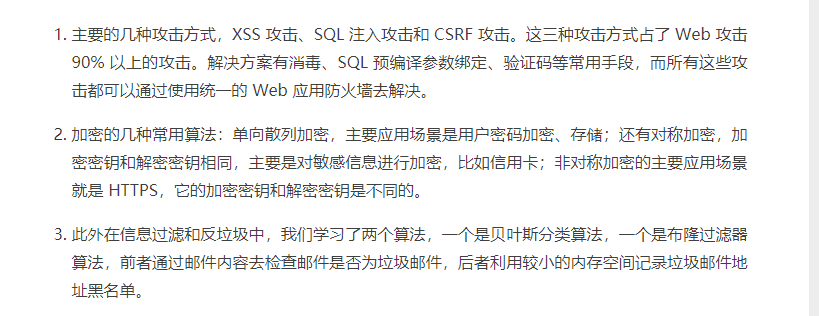 1. 主要的几种攻击方式，XSS 攻击、SQL 注入攻击和 CSRF 攻击。这三种攻击方式占了 Web 攻击
90% 以上的攻击。解决方案有消毒、SQL 预编译参数绑定、验证码等常用手段，而所有这些攻
击都可以通过使用统一的 Web 应用防火墙去解决。
2. 加密的几种常用算法：单向散列加密，主要应用场景是用户密码加密、存储；还有对称加密，加
密密钥和解密密钥相同，主要是对敏感信息进行加密，比如信用卡；非对称加密的主要应用场景
就是 HTTPS，它的加密密钥和解密密钥是不同的。
3. 此外在信息过滤和反垃圾中，我们学习了两个算法，一个是贝叶斯分类算法，一个是布隆过滤器
算法，前者通过邮件内容去检查邮件是否为垃圾邮件，后者利用较小的内存空间记录垃圾邮件地
址黑名单。